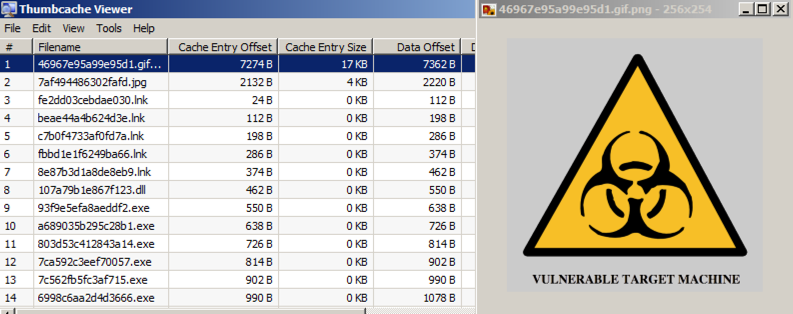 Thumbcache Viewer
File Edit View Tools Help
# Filename Cache Entry Offset Cache Entry Size Data Offset D
1 46967e95a99e95d1.gif... 7274 B 17 KB 7362 B
2 7af494486302fafd.jpg 2132 B 4 KB 2220 B
3 fe2dd03cebdae030.lnk 24 B 0 KB 112 B
4 beae44a4b624d3e.lnk 112 B 0 KB 198 B
5 c7b0f4733af0fd7a.lnk 198 B 0 KB 286 B
6 fbbd1e1f6249ba66.lnk 286 B 0 KB 374 B
7 8e87b3d1a8de8eb9.lnk 374 B 0 KB 462 B
8 107a79b1e867f123.dll 462 B 0 KB 550 B
9 93f9e5efa8aeddf2.exe 550 B 0 KB 638 B
10 a689035b295c28b1.exe 638 B 0 KB 726 B
11 803d53c412843a14.exe 726 B 0 KB 814 B
12 7ca592c3eef70057.exe 814 B 0 KB 902 B
13 7c562fb5fc3af715.exe 902 B 0 KB 990 B
14 6998c6aa2d4d3666.exe 990 B 0 KB 1078 B
46967e95a99e95d1.gif.png - 256x254
VULNERABLE TARGET MACHINE